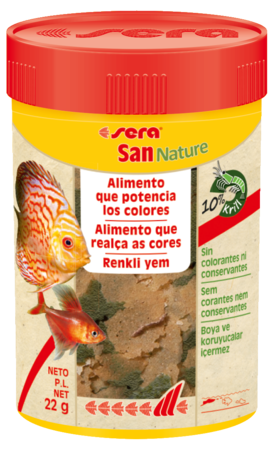 sera
sera
San Nature
Alimento
que potencia
los colores
Alimento que
realça as cores
Renkli yem
10% Krill
Sin
colorantes ni
conservantes
Sem
corantes nem
conservantes
Boya ve
koruyucular
içermez
NETO
P.L.
NET
22 g